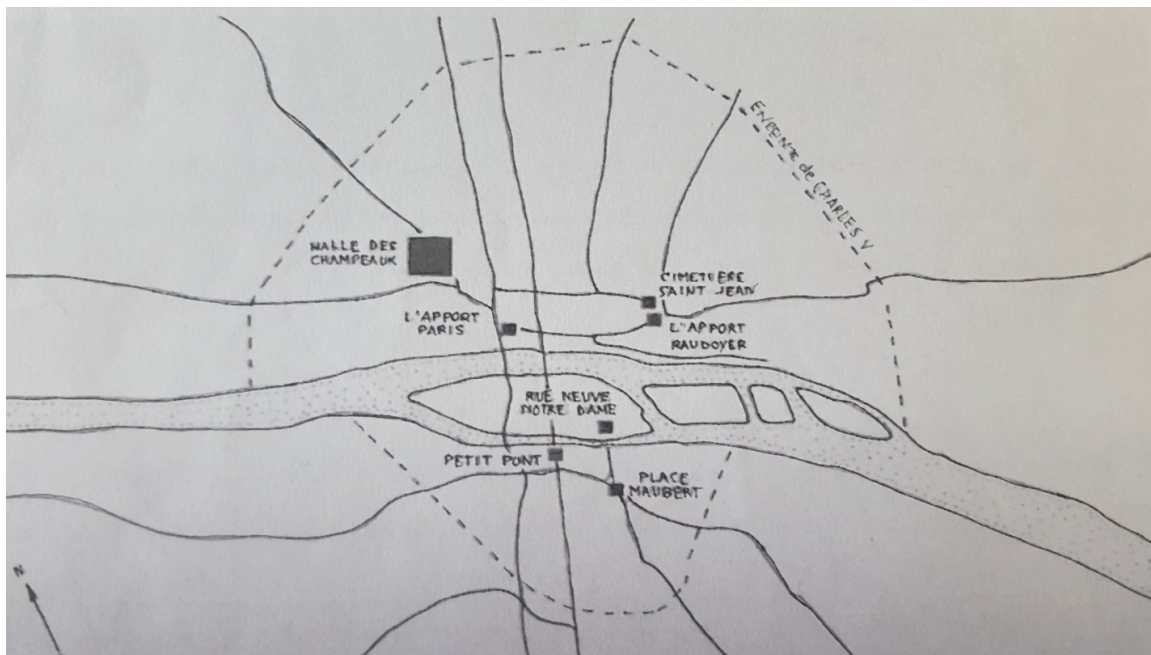 ENCEINTE de CHARLES V
HALLE DES
CHAMPEAUX
CIMETIERE
SAINT JEAN
L'APPORT
PARIS
L'APPORT
RAUDOYER
RUE NEUVE
NOTRE DAME
PETIT PONT
PLACE
MAUBERT
N